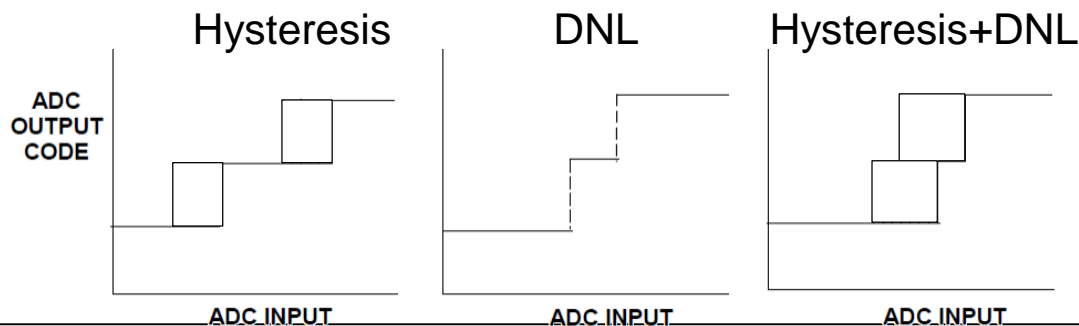 Hysteresis
DNL
Hysteresis+DNL
ADC
OUTPUT
CODE
ADC INPUT
ADC INPUT
ADC INPUT